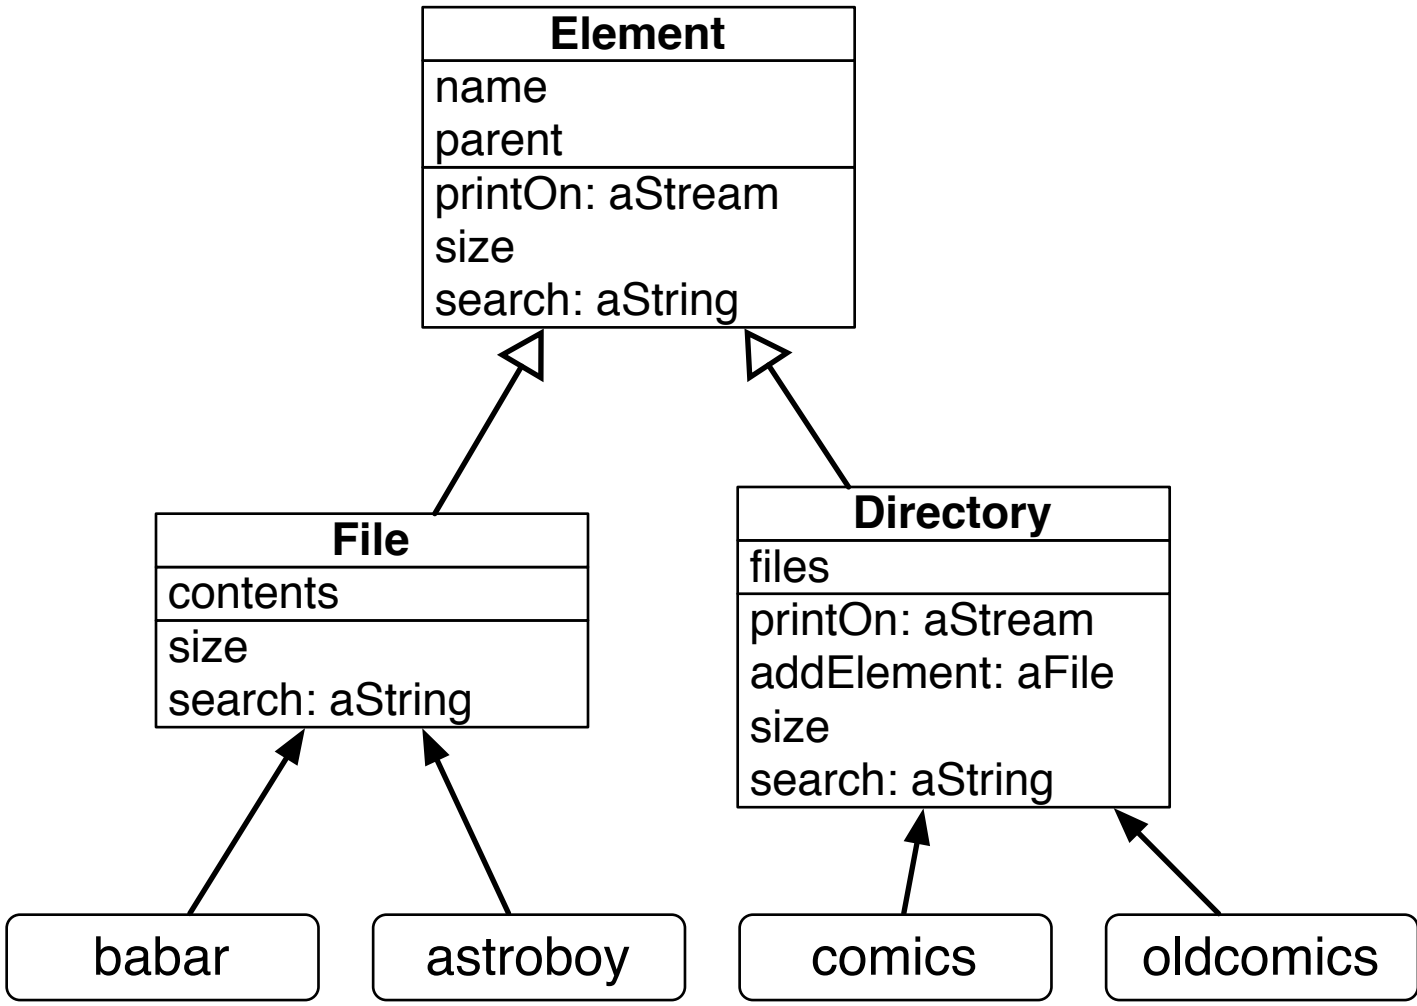 Element
name
parent
printOn: aStream
size
search: aString
File
contents
size
search: aString
Directory
files
printOn: aStream
addElement: aFile
size
search: aString
babar
astroboy
comics
oldcomics